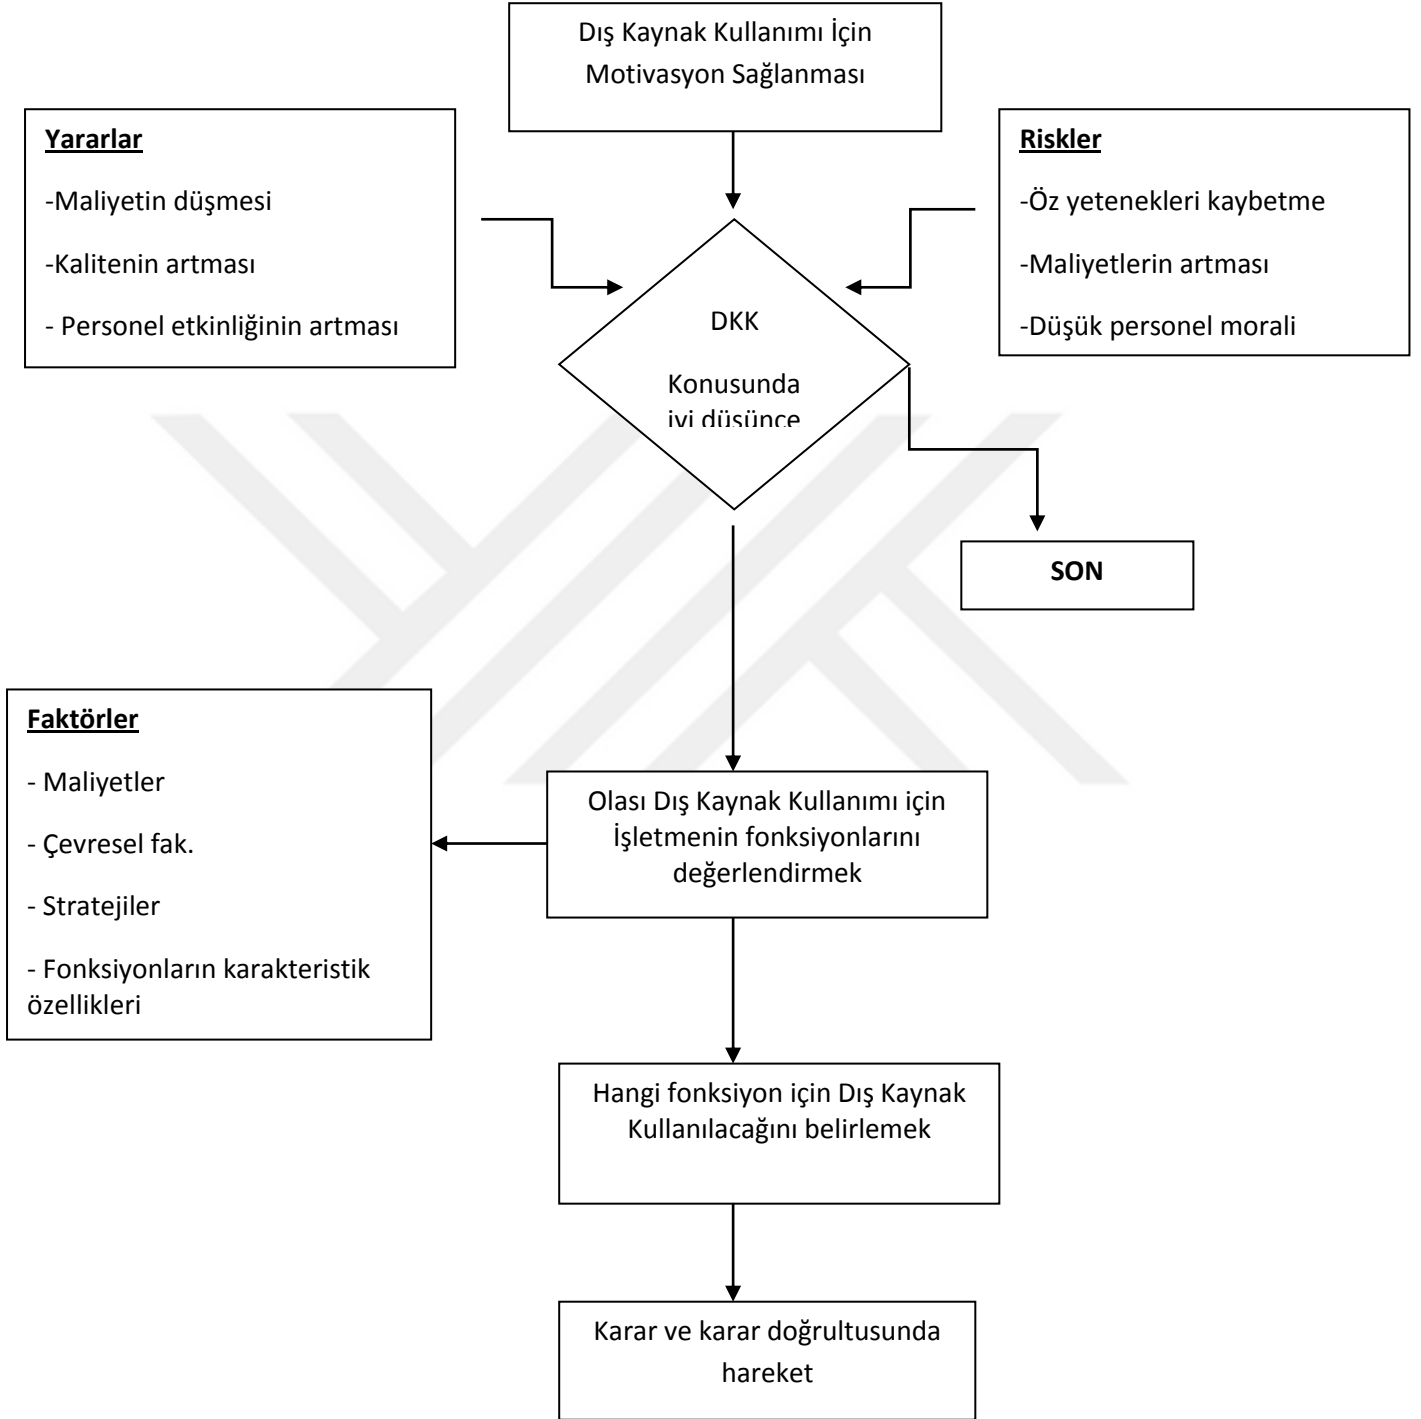 Dış Kaynak Kullanımı İçin
Motivasyon Sağlanması
Yararlar
-Maliyetin düşmesi
-Kalitenin artması
- Personel etkinliğinin artması
Riskler
-Öz yetenekleri kaybetme
-Maliyetlerin artması
-Düşük personel morali
DKK
Konusunda
iyi düşünce
SON
Faktörler
- Maliyetler
- Çevresel fak.
- Stratejiler
- Fonksiyonların karakteristik
özellikleri
Olası Dış Kaynak Kullanımı için
İşletmenin fonksiyonlarını
değerlendirmek
Hangi fonksiyon için Dış Kaynak
Kullanılacağını belirlemek
Karar ve karar doğrultusunda
hareket